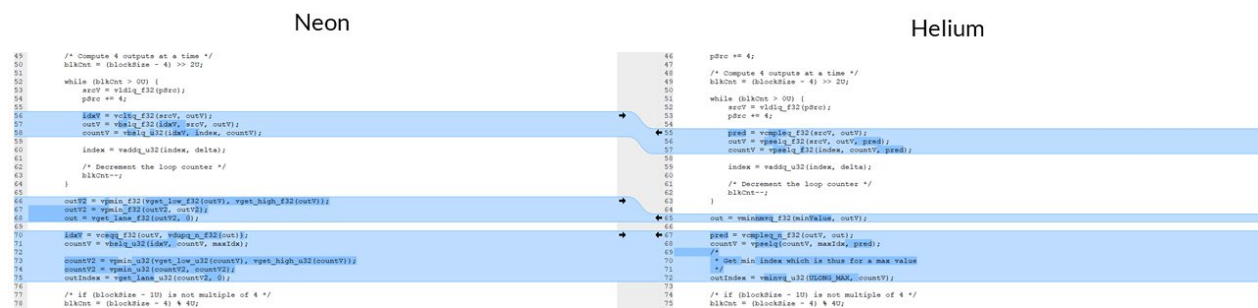 Neon
49
50
51
52
53
54
55
56
57
58
59
60
61
62
63
64
65
66
67
68
69
70
71
72
73
74
75
76
77
78
/* Compute 4 outputs at a time */
blkCnt = (blockSize - 4) >> 2U;
while (blkCnt > 0U) {
srcV = vld1q_f32(pSrc);
pSrc += 4;
idxV = vcltq_f32(srcV, outV);
outV = vbslq_f32(idxV, srcV, outV);
countV = vbslq_u32(idxV, index, countV);
index = vaddq_u32(index, delta);
/* Decrement the loop counter */
blkCnt--;
}
outV2 = vpmin_f32(vget_low_f32(outV), vget_high_f32(outV));
outV2 = vpmin_f32(outV2, outV2);
out = vget_lane_f32(outV2, 0);
idxV = vceqq_f32(outV, vdupq_n_f32(out));
countV = vbslq_u32(idxV, countV, maxIdx);
countV2 = vpmin_u32(vget_low_u32(countV), vget_high_u32(countV));
countV2 = vpmin_u32(countV2, countV2);
outIndex = vget_lane_u32(countV2, 0);
/* if (blockSize - 1U) is not multiple of 4 */
blkCnt = (blockSize - 4) % 4U;
Helium
46
47
48
49
50
51
52
53
54
55
56
57
58
59
60
61
62
63
64
65
67
68
69
70
71
72
73
74
75
pSrc += 4;
/* Compute 4 outputs at a time */
blkCnt = (blockSize - 4) >> 2U;
while (blkCnt > 0U) {
srcV = vld1q_f32(pSrc);
pSrc += 4;
pred = vcmpleq_f32(srcV, outV);
outV = vpselq_f32(srcV, outV, pred);
countV = vpselq_f32(index, countV, pred);
index = vaddq_u32(index, delta);
/* Decrement the loop counter */
blkCnt--;
}
out = vminnmvq_f32(minValue, outV);
pred = vcmpleq_n_f32(outV, out);
countV = vpselq(countV, maxIdx, pred);
/*
* Get min index which is thus for a max value
*/
outIndex = vminvq_u32(ULONG_MAX, countV);
/* if (blockSize - 1U) is not multiple of 4 */
blkCnt = (blockSize - 4) % 4U;